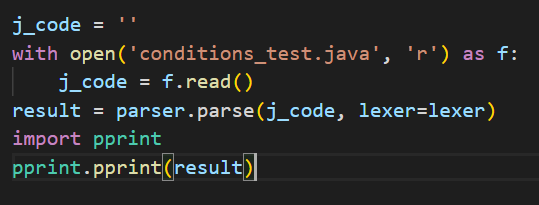 j_code = ''
with open('conditions_test.java', 'r') as f:
    j_code = f.read()
result = parser.parse(j_code, lexer=lexer)
import pprint
pprint.pprint(result)